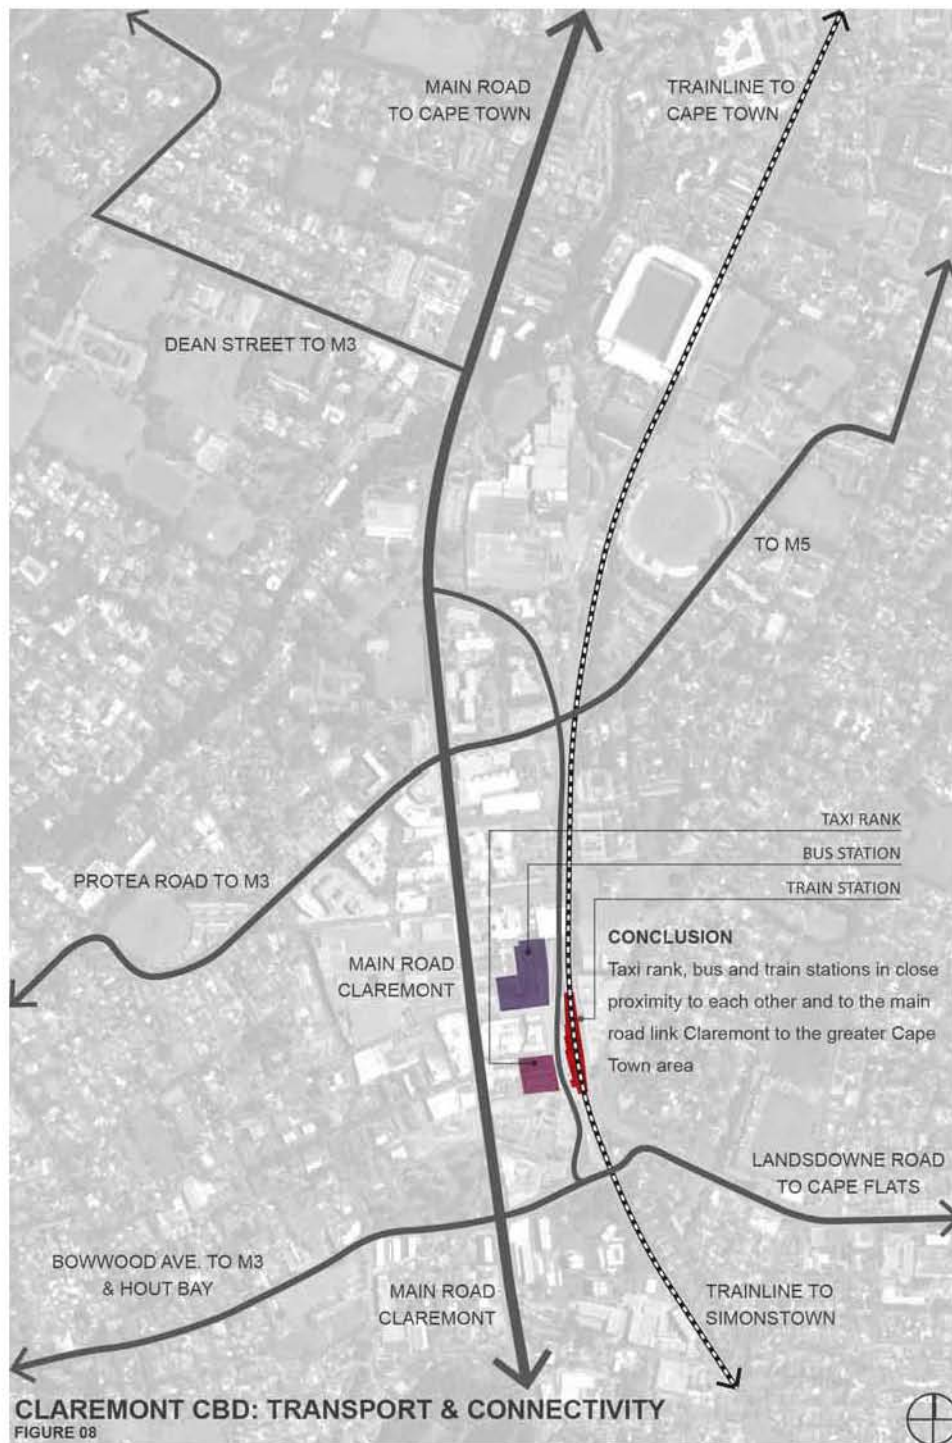 MAIN ROAD
TO CAPE TOWN
TRAINLINE TO
CAPE TOWN
DEAN STREET TO M3
TO M5
TAXI RANK
BUS STATION
PROTEA ROAD TO M3
TRAIN STATION
CONCLUSION
Taxi rank, bus and train stations in close
proximity to each other and to the main
road link Claremont to the greater Cape
Town area
MAIN ROAD
CLAREMONT
LANDSDOWNE ROAD
TO CAPE FLATS
BOWWOOD AVE. TO M3
& HOUT BAY
MAIN ROAD
CLAREMONT
TRAINLINE TO
SIMONSTOWN
CLAREMONT CBD: TRANSPORT & CONNECTIVITY
FIGURE 08